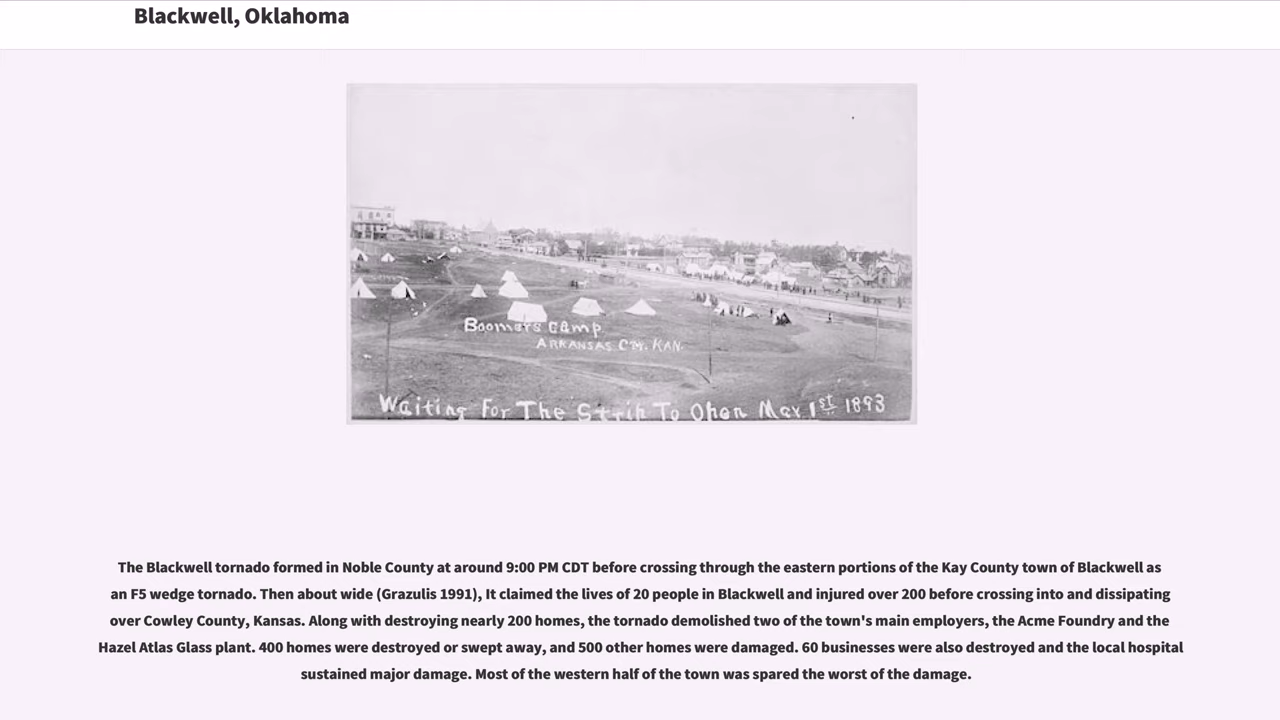 Blackwell, Oklahoma
Boomers Camp
Arkansas City. Kan.
Waiting For The Strip To Open May 1st 1893
The Blackwell tornado formed in Noble County at around 9:00 PM CDT before crossing through the eastern portions of the Kay County town of Blackwell as
an F5 wedge tornado. Then about wide (Grazulis 1991), It claimed the lives of 20 people in Blackwell and injured over 200 before crossing into and dissipating
over Cowley County, Kansas. Along with destroying nearly 200 homes, the tornado demolished two of the town's main employers, the Acme Foundry and the
Hazel Atlas Glass plant. 400 homes were destroyed or swept away, and 500 other homes were damaged. 60 businesses were also destroyed and the local hospital
sustained major damage. Most of the western half of the town was spared the worst of the damage.